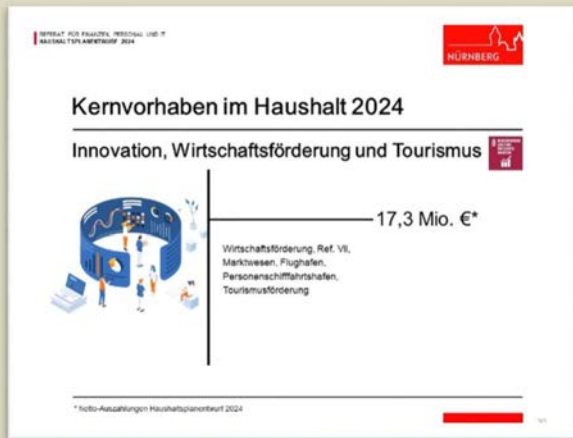 REFERAT FÜR FINANZEN, PERSONAL UND IT
HAUSHALTSPLANENTWURF 2024
NÜRNBERG
Kernvorhaben im Haushalt 2024
Innovation, Wirtschaftsförderung und Tourismus
17,3 Mio. €*
Wirtschaftsförderung, Ref. VII,
Marktwesen, Flughafen,
Personenschifffahrtshafen,
Tourismusförderung
* Netto-Auszahlungen Haushaltsplanentwurf 2024